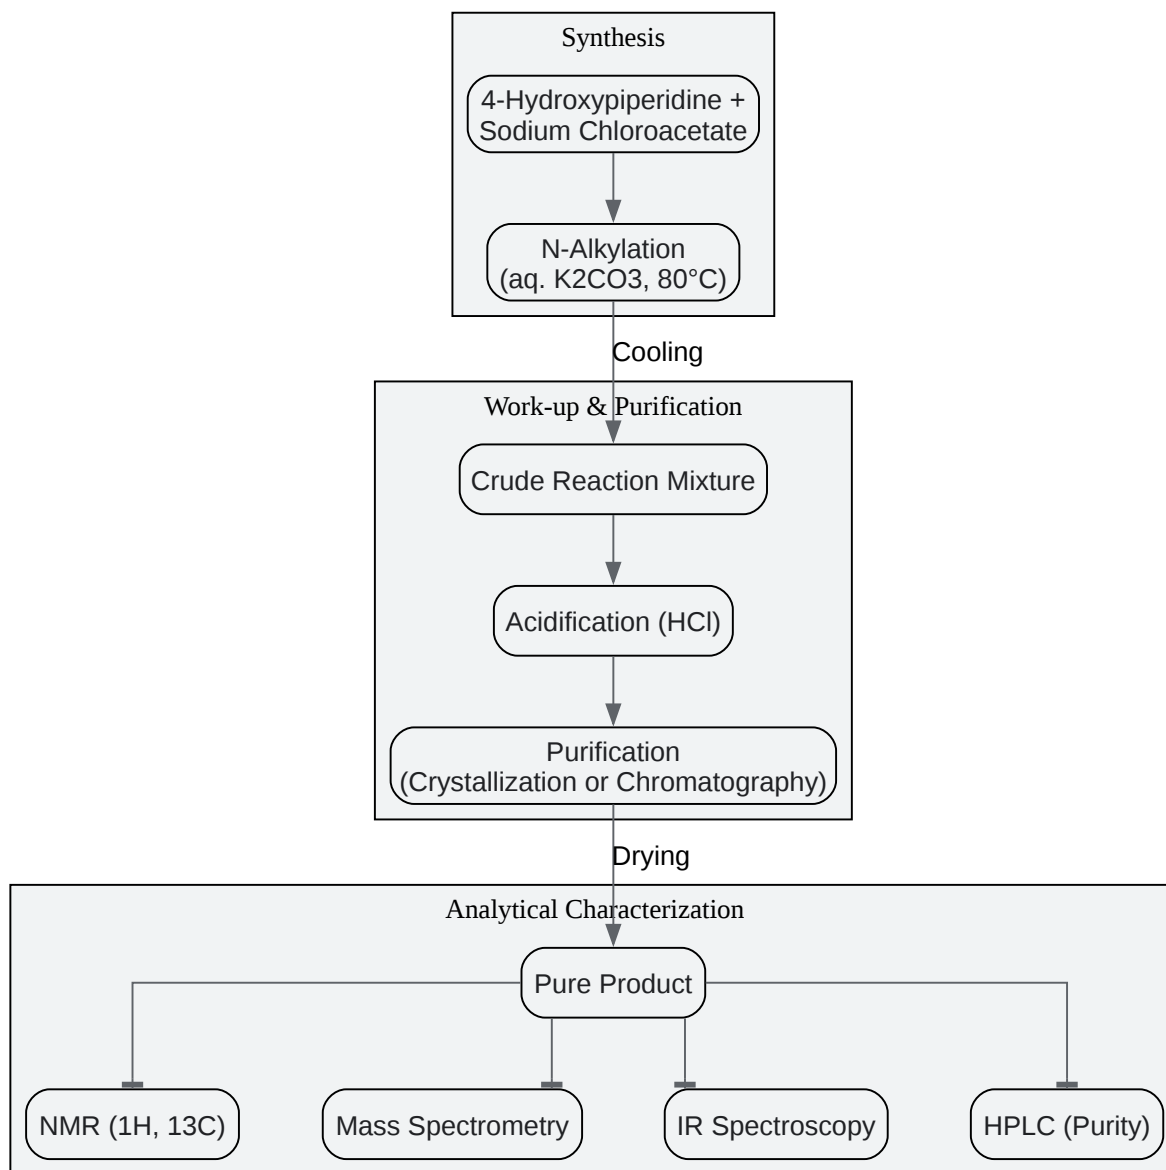 Synthesis
4-Hydroxypiperidine +
Sodium Chloroacetate
N-Alkylation
(aq. K2CO3, 80°C)
Cooling
Work-up & Purification
Crude Reaction Mixture
Acidification (HCl)
Purification
(Crystallization or Chromatography)
Drying
Analytical Characterization
Pure Product
NMR (1H, 13C)
Mass Spectrometry
IR Spectroscopy
HPLC (Purity)